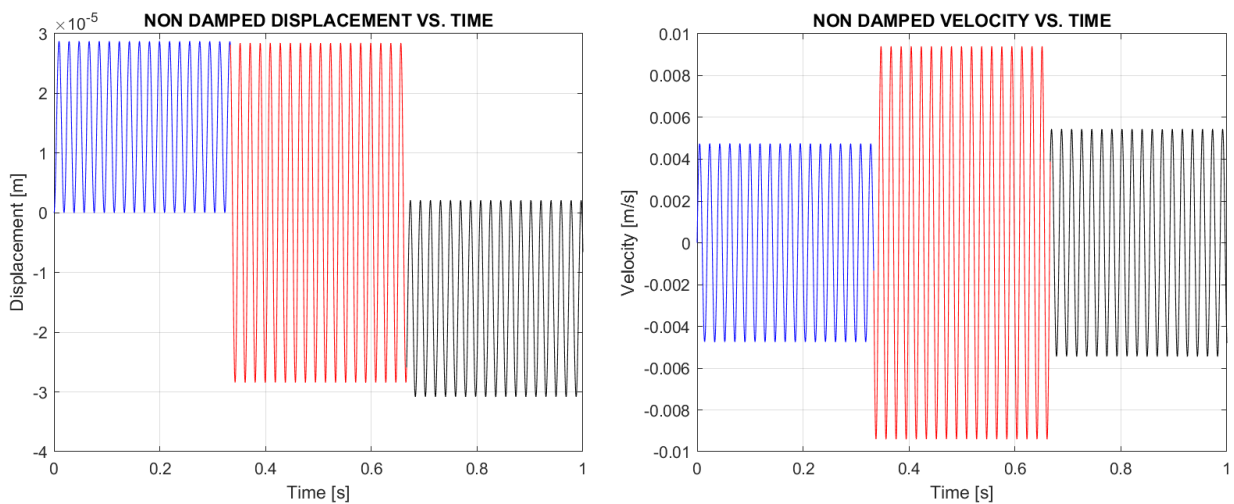 NON DAMPED DISPLACEMENT VS. TIME
×10⁻⁵
3
2
1
0
-1
-2
-3
-4
Displacement [m]
0 0.2 0.4 0.6 0.8 1
Time [s]
NON DAMPED VELOCITY VS. TIME
0.01
0.008
0.006
0.004
0.002
0
-0.002
-0.004
-0.006
-0.008
-0.01
Velocity [m/s]
0 0.2 0.4 0.6 0.8 1
Time [s]